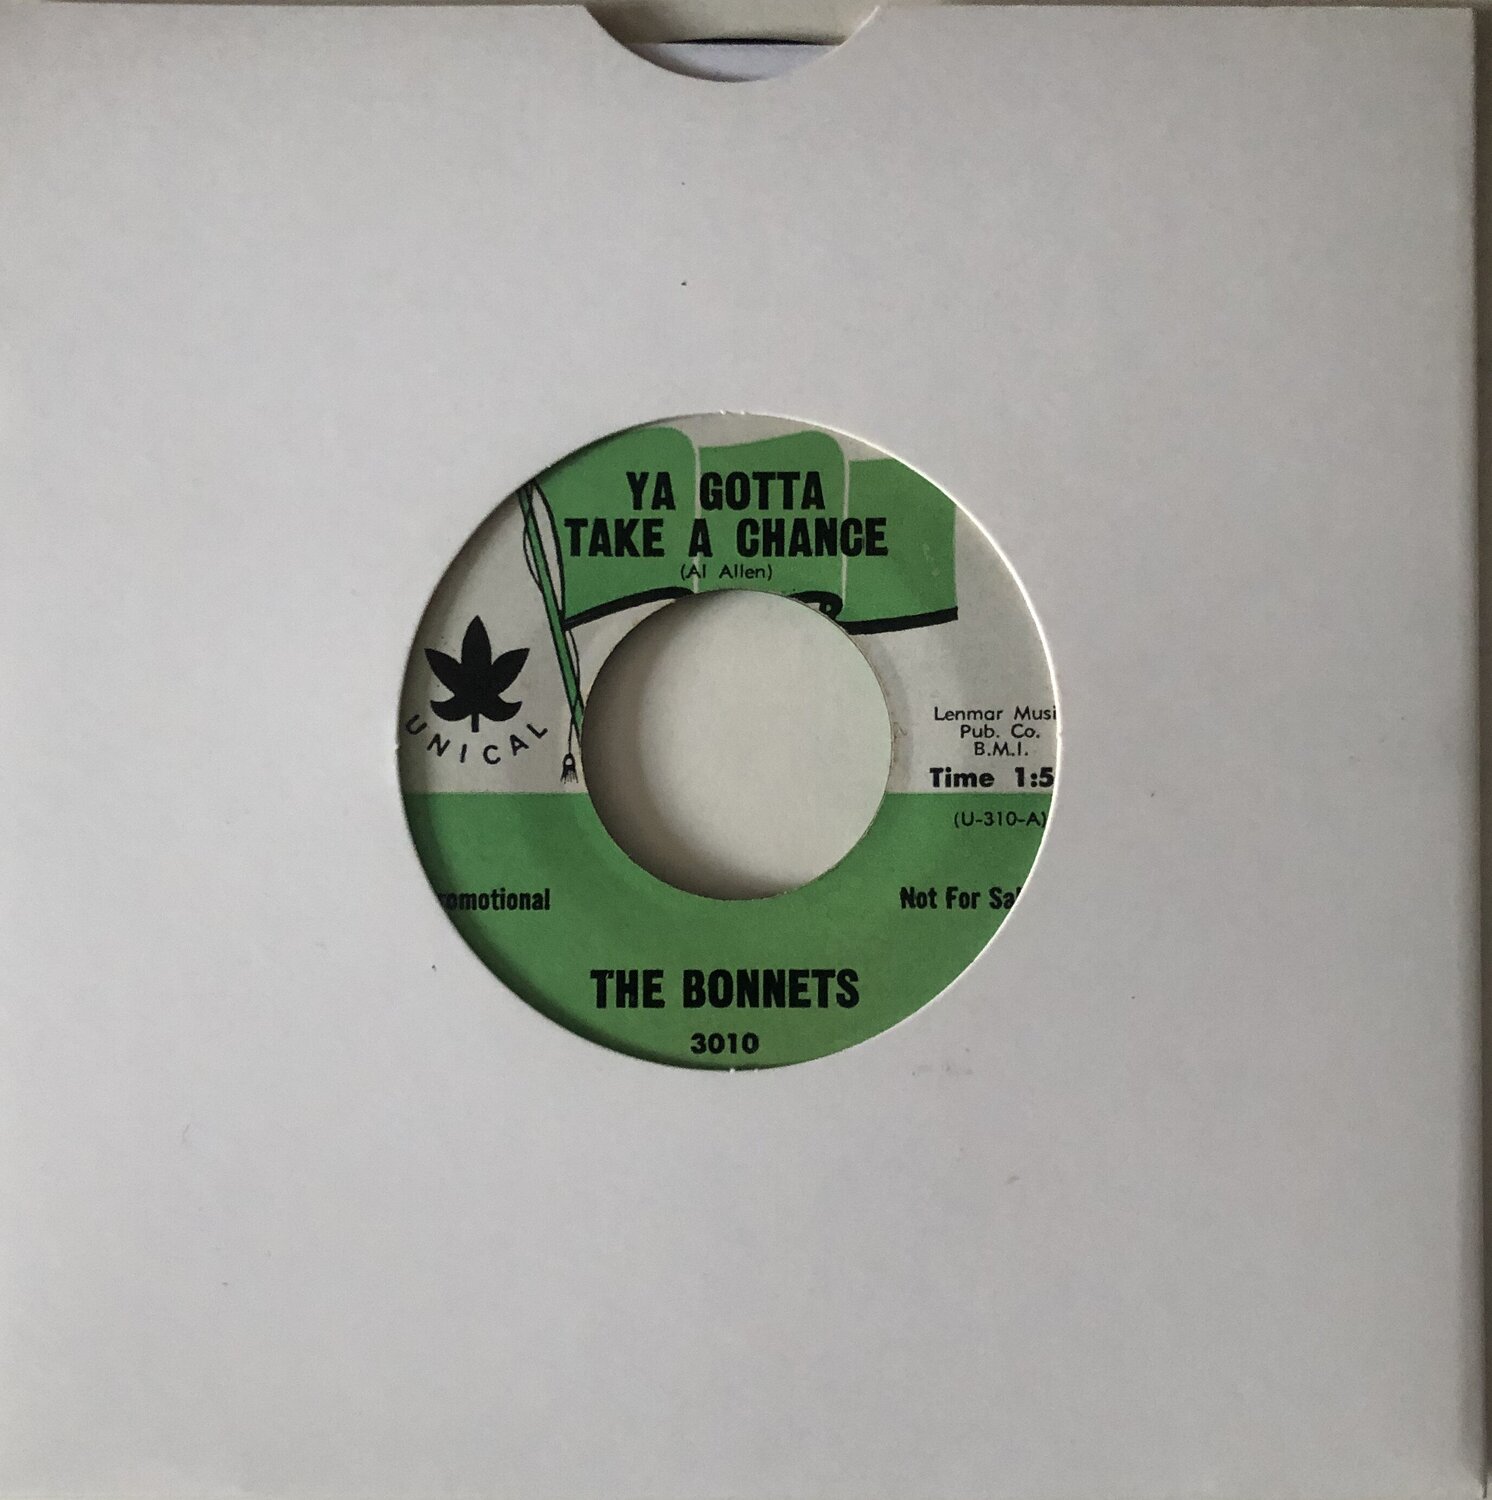 YA GOTTA
TAKE A CHANCE
(Al Allen)
UNICAL
Lenmar Musi
Pub. Co.
B.M.I.
Time 1:5
(U-310-A)
omotional
Not For Sa
THE BONNETS
3010